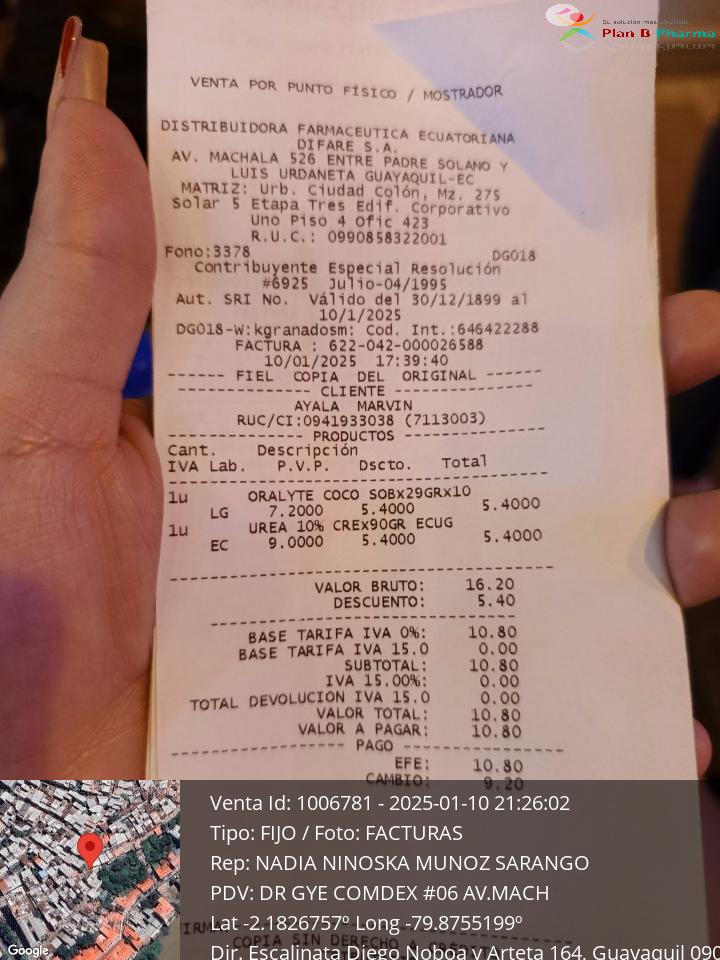 Su solución más
Plan B Pharma
VENTA POR PUNTO FÍSICO / MOSTRADOR
DISTRIBUIDORA FARMACEUTICA ECUATORIANA
DIFARE S.A.
AV. MACHALA 526 ENTRE PADRE SOLANO Y
LUIS URDANETA GUAYAQUIL-EC
MATRIZ: Urb. Ciudad Colón, Mz. 275
Solar 5 Etapa Tres Edif. Corporativo
Uno Piso 4 Ofic 423
R.U.C.: 0990858322001
Fono:3378 DG018
Contribuyente Especial Resolución
#6925 Julio-04/1995
Aut. SRI No. Válido del 30/12/1899 al
10/1/2025
DG018-W:kgranadosm: Cod. Int.:646422288
FACTURA : 622-042-000026588
10/01/2025 17:39:40
------ FIEL COPIA DEL ORIGINAL ------
-------------- CLIENTE --------------
AYALA MARVIN
RUC/CI:0941933038 (7113003)
-------------- PRODUCTOS --------------
Cant. Descripción
IVA Lab. P.V.P. Dscto. Total
1u ORALYTE COCO SOBx29GRx10
LG 7.2000 5.4000 5.4000
1u UREA 10% CREx90GR ECUG
EC 9.0000 5.4000 5.4000
VALOR BRUTO: 16.20
DESCUENTO: 5.40
BASE TARIFA IVA 0%: 10.80
BASE TARIFA IVA 15.0 0.00
SUBTOTAL: 10.80
IVA 15.00%: 0.00
TOTAL DEVOLUCION IVA 15.0 0.00
VALOR TOTAL: 10.80
VALOR A PAGAR: 10.80
------------------ PAGO ----------------
EFE: 10.80
CAMBIO: 9.20
Venta Id: 1006781 - 2025-01-10 21:26:02
Tipo: FIJO / Foto: FACTURAS
Rep: NADIA NINOSKA MUNOZ SARANGO
PDV: DR GYE COMDEX #06 AV.MACH
Lat -2.1826757º Long -79.8755199º
FIRMA
COPIA SIN DERECHO A CRÉDITO
Dir. Escalinata Diego Noboa y Arteta 164, Guayaquil 090
Google